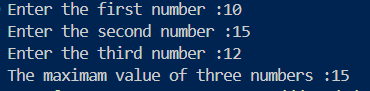 Enter the first number :10
Enter the second number :15
Enter the third number :12
The maximam value of three numbers :15